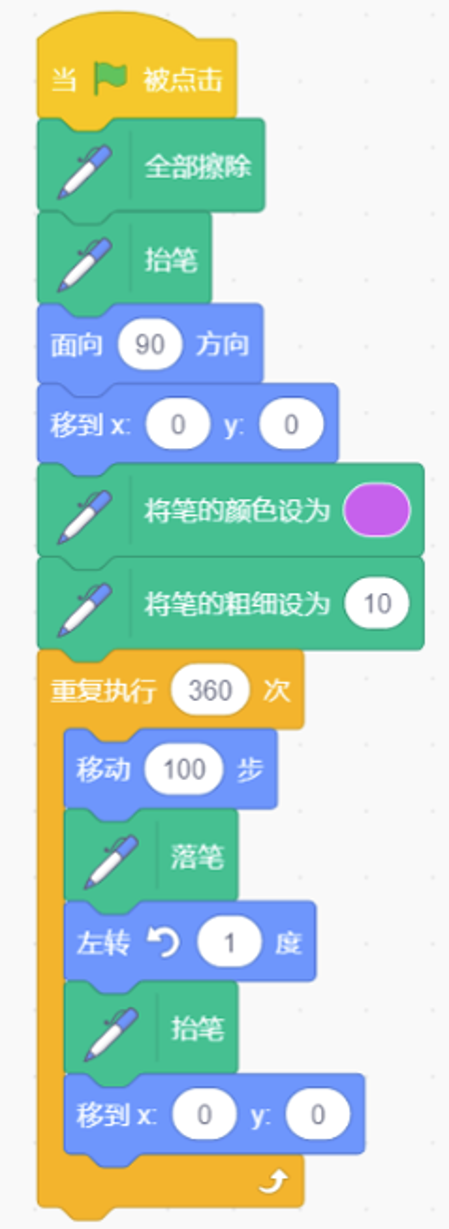 当 被点击
全部擦除
抬笔
面向 90 方向
移到 x: 0 y: 0
将笔的颜色设为
将笔的粗细设为 10
重复执行 360 次
移动 100 步
落笔
左转 1 度
抬笔
移到 x: 0 y: 0